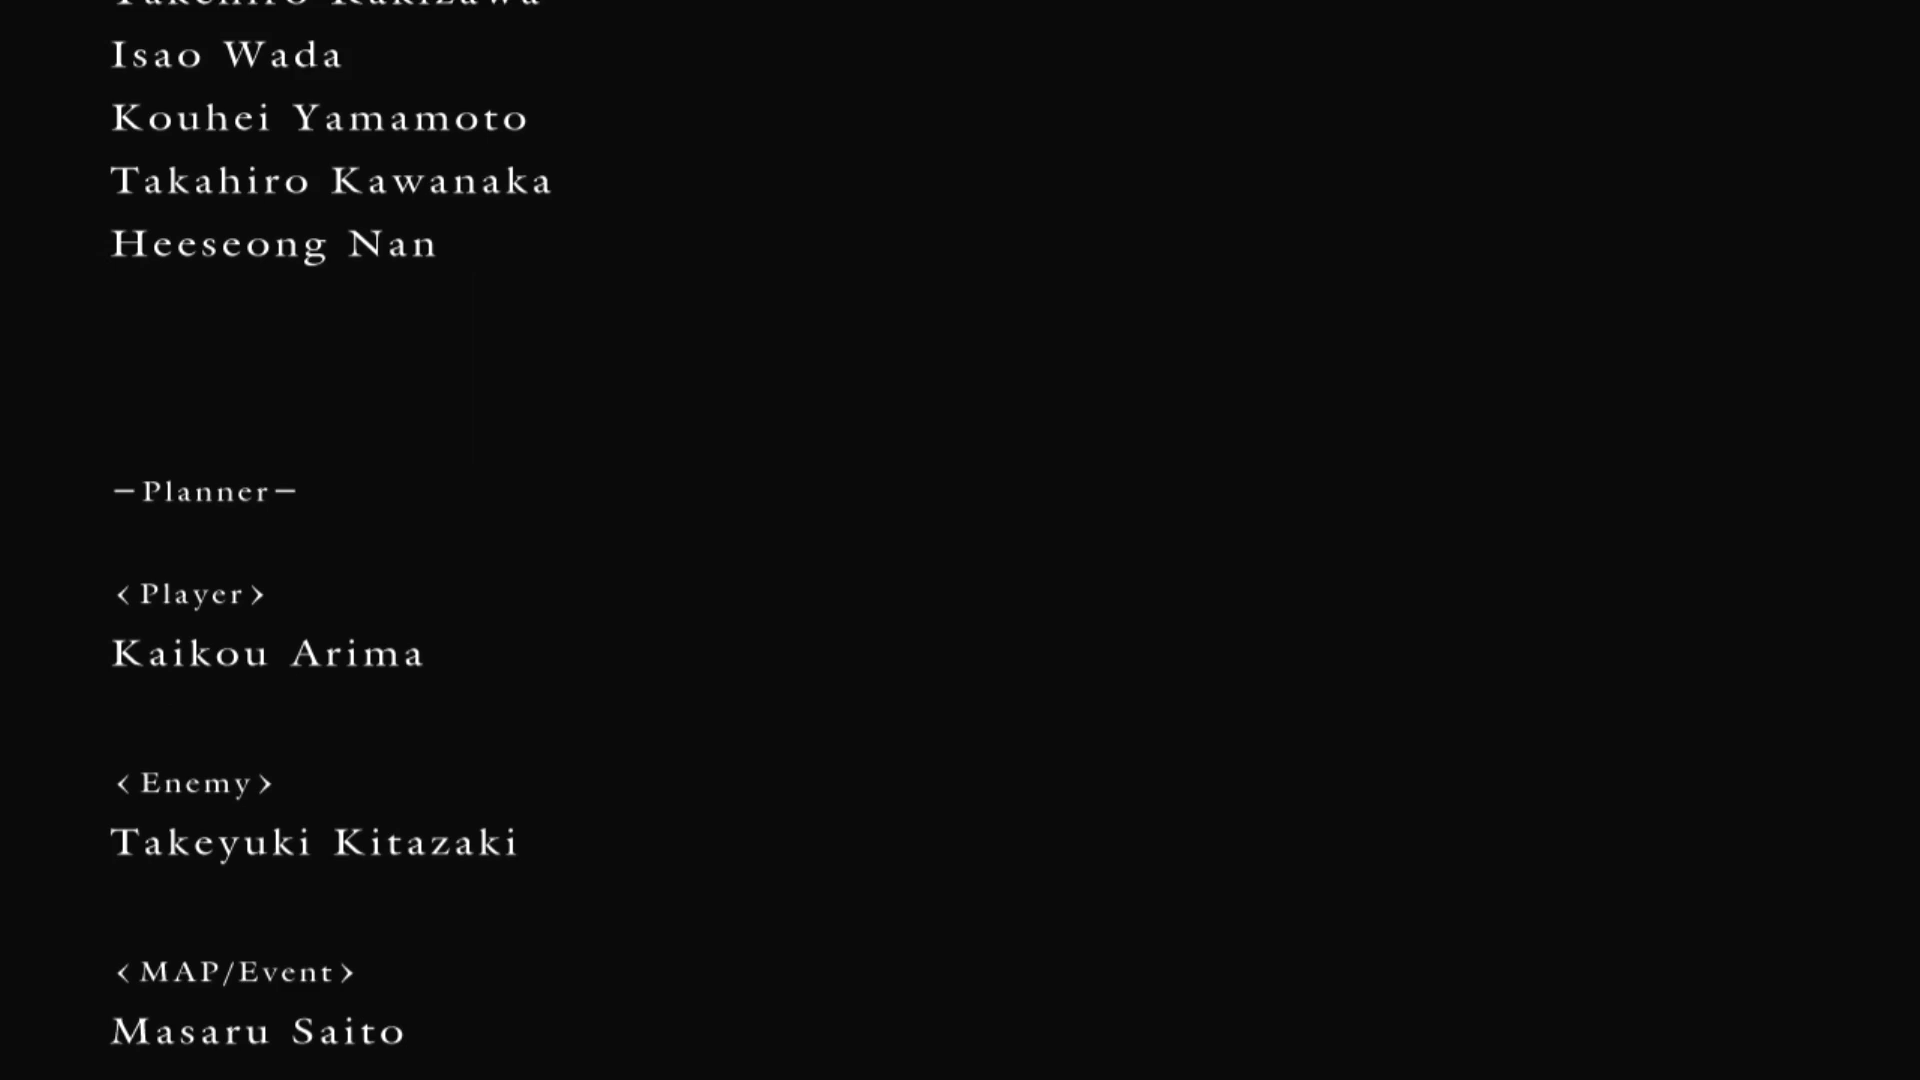 Isao Wada
Kouhei Yamamoto
Takahiro Kawanaka
Heeseong Nan
－Planner－
〈Player〉
Kaikou Arima
〈Enemy〉
Takeyuki Kitazaki
〈MAP/Event〉
Masaru Saito